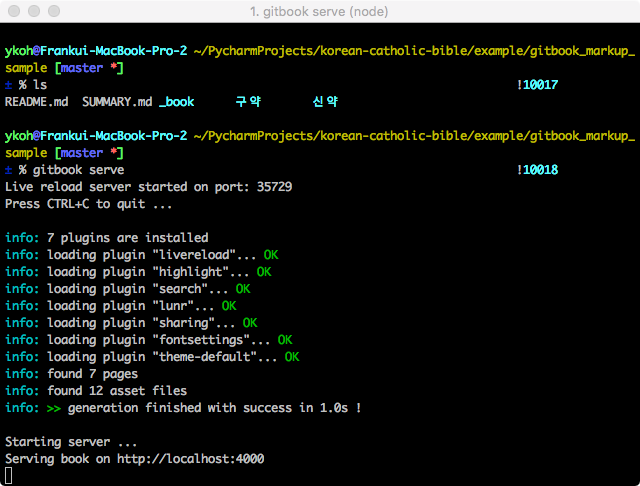 1. gitbook serve (node)
ykoh@Frankui-MacBook-Pro-2 ~/PycharmProjects/korean-catholic-bible/example/gitbook_markup_
sample [master *]
± % ls !10017
README.md SUMMARY.md _book 구약 신약
ykoh@Frankui-MacBook-Pro-2 ~/PycharmProjects/korean-catholic-bible/example/gitbook_markup_
sample [master *]
± % gitbook serve !10018
Live reload server started on port: 35729
Press CTRL+C to quit ...
info: 7 plugins are installed
info: loading plugin "livereload"... OK
info: loading plugin "highlight"... OK
info: loading plugin "search"... OK
info: loading plugin "lunr"... OK
info: loading plugin "sharing"... OK
info: loading plugin "fontsettings"... OK
info: loading plugin "theme-default"... OK
info: found 7 pages
info: found 12 asset files
info: >> generation finished with success in 1.0s !
Starting server ...
Serving book on http://localhost:4000